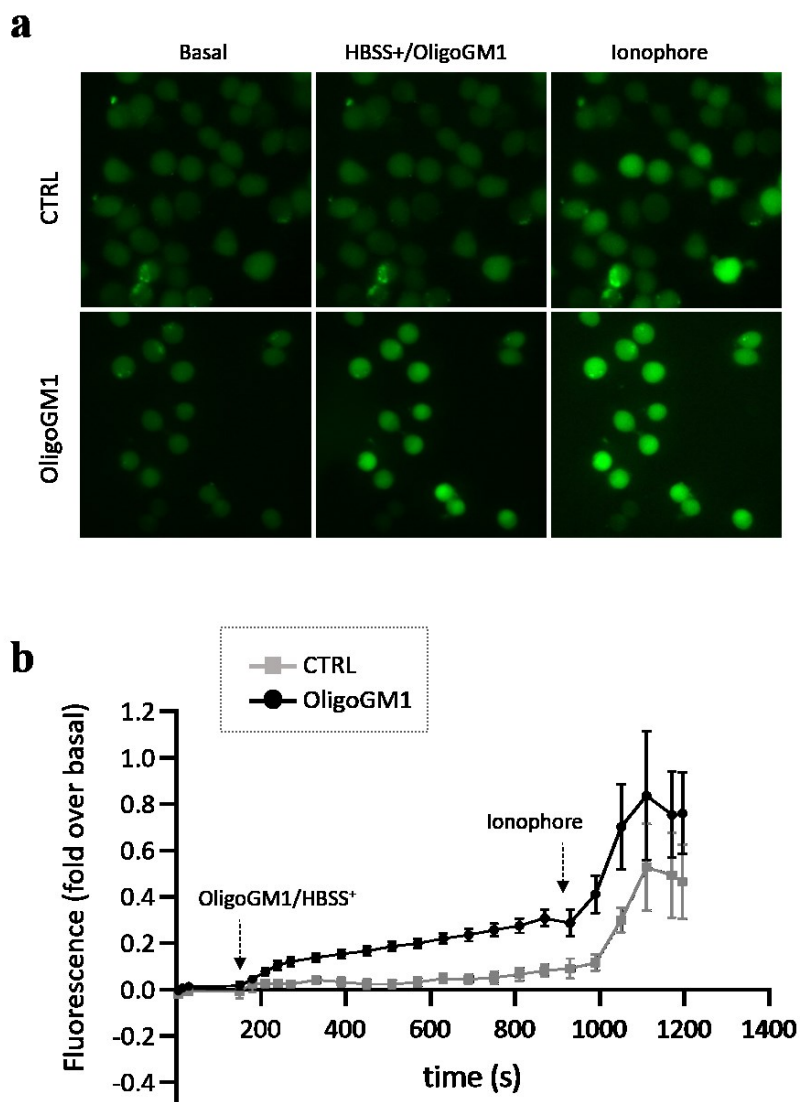 a
Basal HBSS+/OligoGM1 Ionophore
CTRL
OligoGM1
b
CTRL
OligoGM1
Fluorescence (fold over basal)
1.2
1.0
0.8
0.6
0.4
0.2
0.0
-0.2
-0.4
Ionophore
OligoGM1/HBSS⁺
200 400 600 800 1000 1200 1400
time (s)